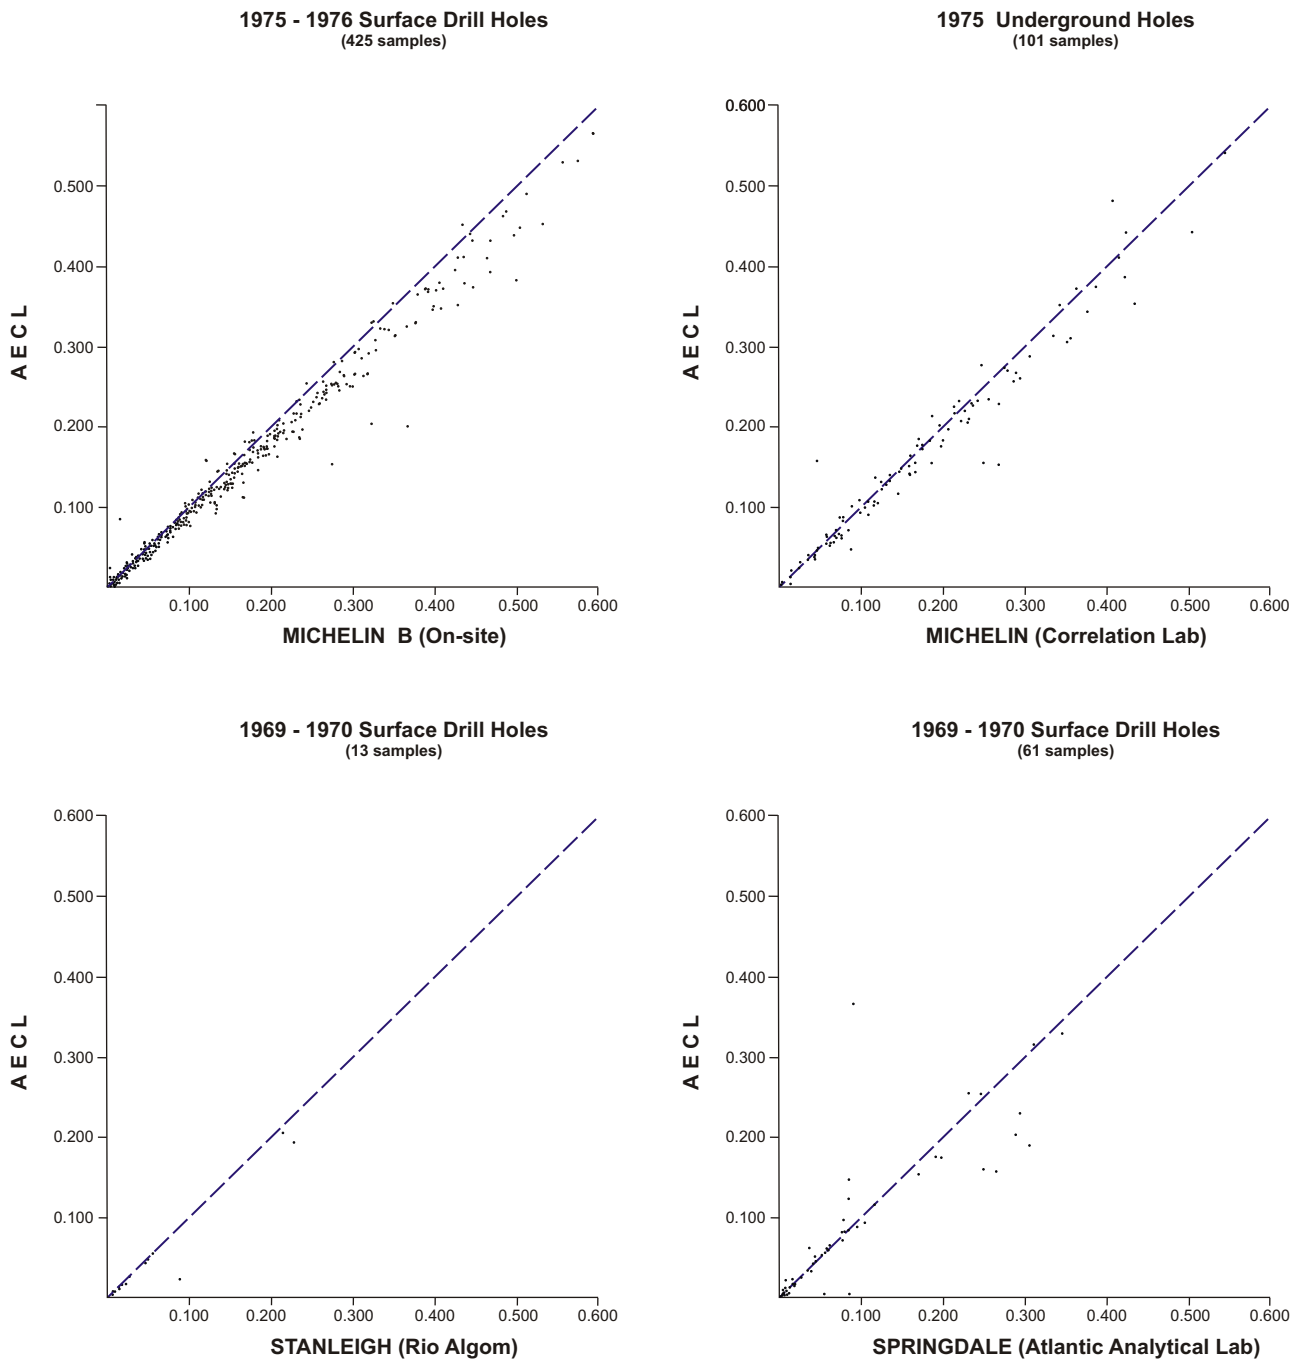 1975 - 1976 Surface Drill Holes
(425 samples)
0.500
0.400
0.300
0.200
0.100
A E C L
0.100 0.200 0.300 0.400 0.500 0.600
MICHELIN B (On-site)
1975 Underground Holes
(101 samples)
0.600
0.500
0.400
0.300
0.200
0.100
A E C L
0.100 0.200 0.300 0.400 0.500 0.600
MICHELIN (Correlation Lab)
1969 - 1970 Surface Drill Holes
(13 samples)
0.600
0.500
0.400
0.300
0.200
0.100
A E C L
0.100 0.200 0.300 0.400 0.500 0.600
STANLEIGH (Rio Algom)
1969 - 1970 Surface Drill Holes
(61 samples)
0.600
0.500
0.400
0.300
0.200
0.100
A E C L
0.100 0.200 0.300 0.400 0.500 0.600
SPRINGDALE (Atlantic Analytical Lab)